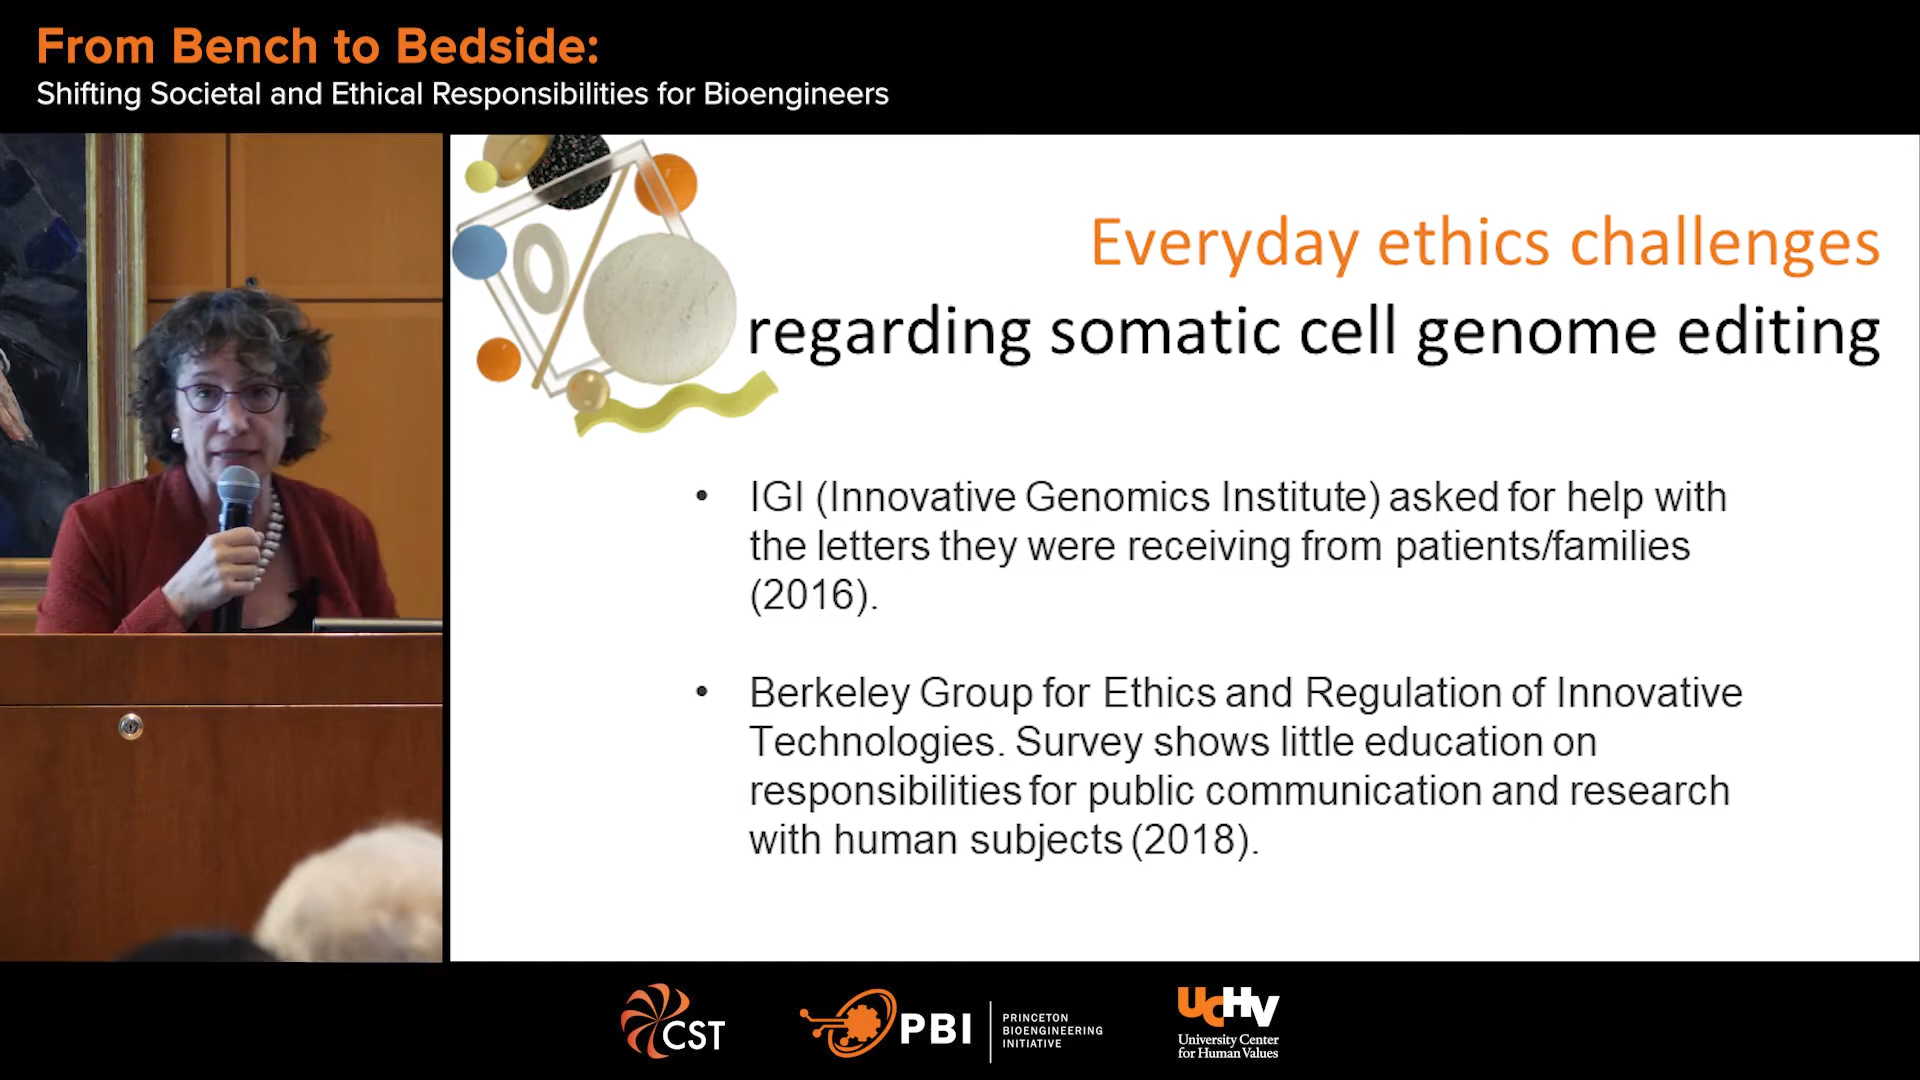 From Bench to Bedside:
Shifting Societal and Ethical Responsibilities for Bioengineers
Everyday ethics challenges
regarding somatic cell genome editing
• IGI (Innovative Genomics Institute) asked for help with
the letters they were receiving from patients/families
(2016).
• Berkeley Group for Ethics and Regulation of Innovative
Technologies. Survey shows little education on
responsibilities for public communication and research
with human subjects (2018).
CST
PBI
PRINCETON
BIOENGINEERING
INITIATIVE
UCHV
University Center
for Human Values